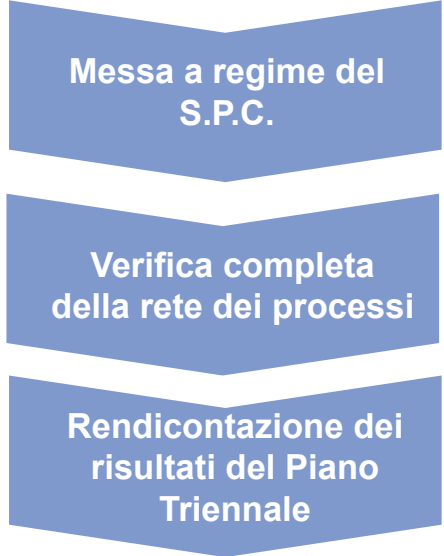 Messa a regime del
S.P.C.
Verifica completa
della rete dei processi
Rendicontazione dei
risultati del Piano
Triennale